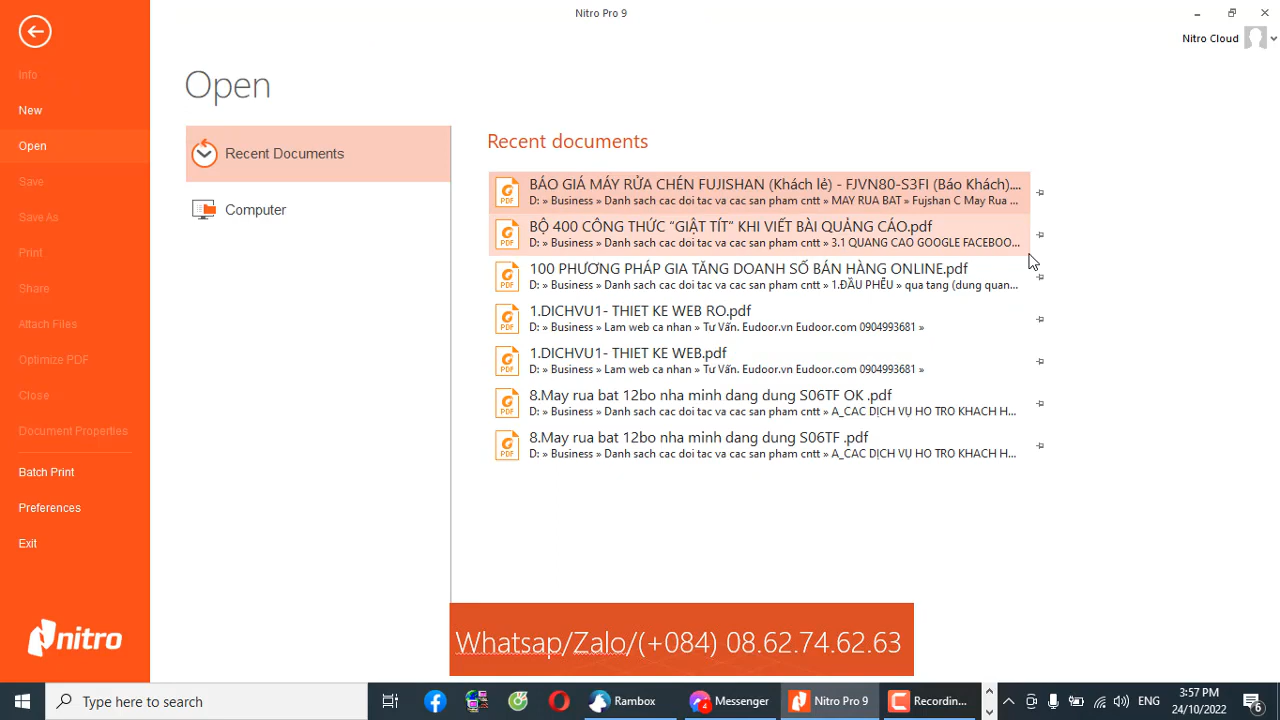 Nitro Pro 9
Nitro Cloud
Info
New
Open
Save
Save As
Print
Share
Attach Files
Optimize PDF
Close
Document Properties
Batch Print
Preferences
Exit
nitro
Open
Recent Documents
Computer
Recent documents
BÁO GIÁ MÁY RỬA CHÉN FUJISHAN (Khách lẻ) - FJVN80-S3FI (Báo Khách)....
D: » Business » Danh sach cac doi tac va cac san pham cntt » MAY RUA BAT » Fujshan C May Rua ...
BỘ 400 CÔNG THỨC “GIẬT TÍT” KHI VIẾT BÀI QUẢNG CÁO.pdf
D: » Business » Danh sach cac doi tac va cac san pham cntt » 3.1 QUANG CAO GOOGLE FACEBOO...
100 PHƯƠNG PHÁP GIA TĂNG DOANH SỐ BÁN HÀNG ONLINE.pdf
D: » Business » Danh sach cac doi tac va cac san pham cntt » 1.ĐẦU PHỄU » qua tang (dung quan...
1.DICHVU1- THIET KE WEB RO.pdf
D: » Business » Lam web ca nhan » Tư Vấn. Eudoor.vn Eudoor.com 0904993681 »
1.DICHVU1- THIET KE WEB.pdf
D: » Business » Lam web ca nhan » Tư Vấn. Eudoor.vn Eudoor.com 0904993681 »
8.May rua bat 12bo nha minh dang dung S06TF OK .pdf
D: » Business » Danh sach cac doi tac va cac san pham cntt » A_CAC DỊCH VỤ HO TRO KHACH H...
8.May rua bat 12bo nha minh dang dung S06TF .pdf
D: » Business » Danh sach cac doi tac va cac san pham cntt » A_CAC DỊCH VỤ HO TRO KHACH H...
Whatsap/Zalo/(+084) 08.62.74.62.63
Type here to search
Rambox
4
Messenger
Nitro Pro 9
Recording...
ENG
3:57 PM
24/10/2022
6